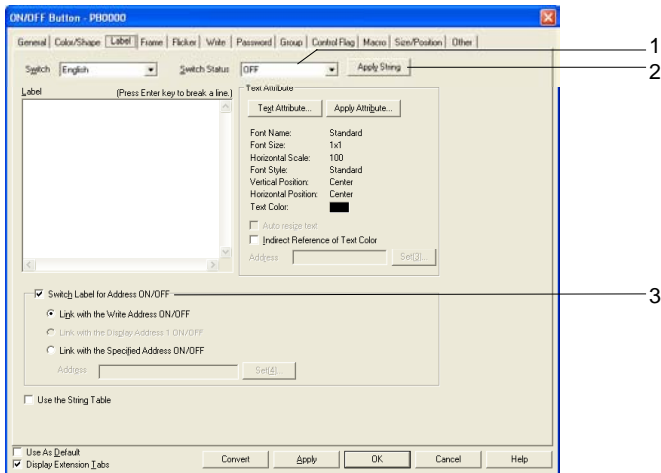 ON/OFF Button - PB0000
General Color/Shape Label Frame Flicker Write Password Group Control Flag Macro Size/Position Other
1
Switch English Switch Status OFF Apply String
2
Label (Press Enter key to break a line.) Text Attribute
Text Attribute... Apply Attribute...
Font Name: Standard
Font Size: 1x1
Horizontal Scale: 100
Font Style: Standard
Vertical Position: Center
Horizontal Position: Center
Text Color:
Auto resize text
Indirect Reference of Text Color
Address Set[3]...
Switch Label for Address ON/OFF
3
Link with the Write Address ON/OFF
Link with the Display Address 1 ON/OFF
Link with the Specified Address ON/OFF
Address Set[4]...
Use the String Table
Use As Default
Display Extension Tabs
Convert Apply OK Cancel Help